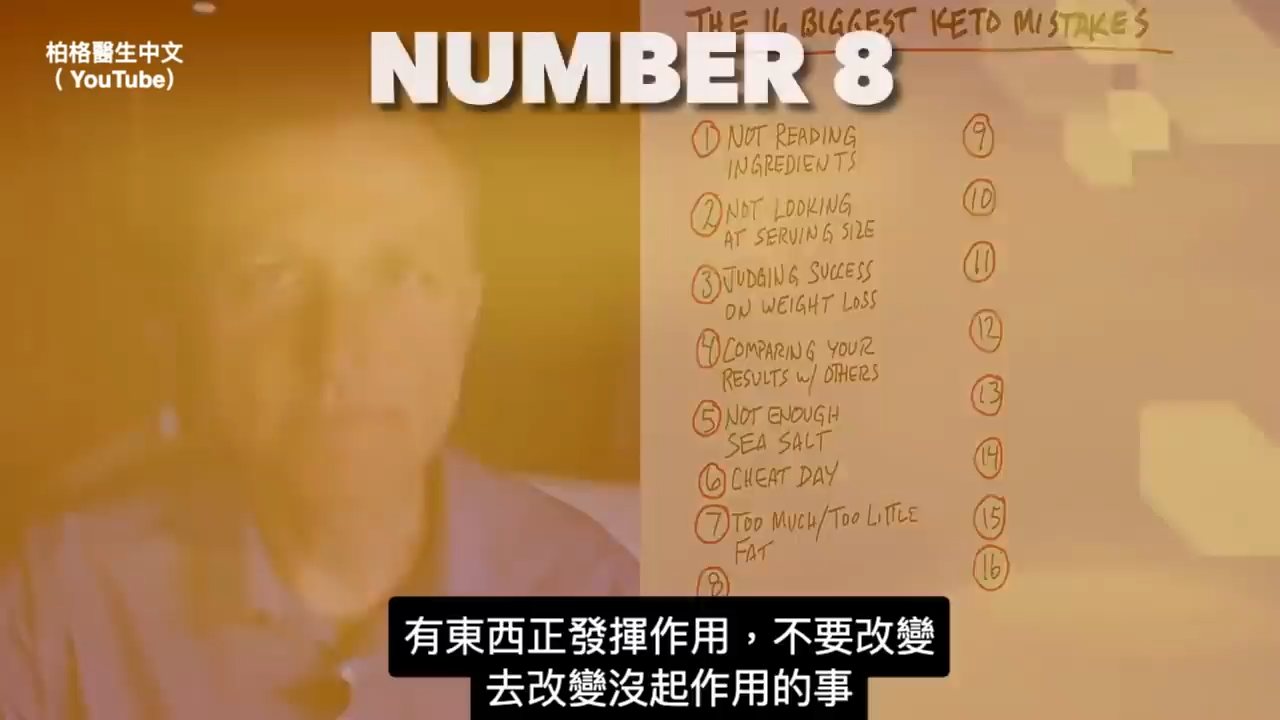 柏格醫生中文
( YouTube)
THE 16 BIGGEST KETO MISTAKES
NUMBER 8
1 NOT READING
INGREDIENTS
2 NOT LOOKING
AT SERVING SIZE
3 JUDGING SUCCESS
ON WEIGHT LOSS
4 COMPARING YOUR
RESULTS w/ OTHERS
5 NOT ENOUGH
SEA SALT
6 CHEAT DAY
7 TOO MUCH/TOO LITTLE
FAT
8
9
10
11
12
13
14
15
16
有東西正發揮作用，不要改變
去改變沒起作用的事